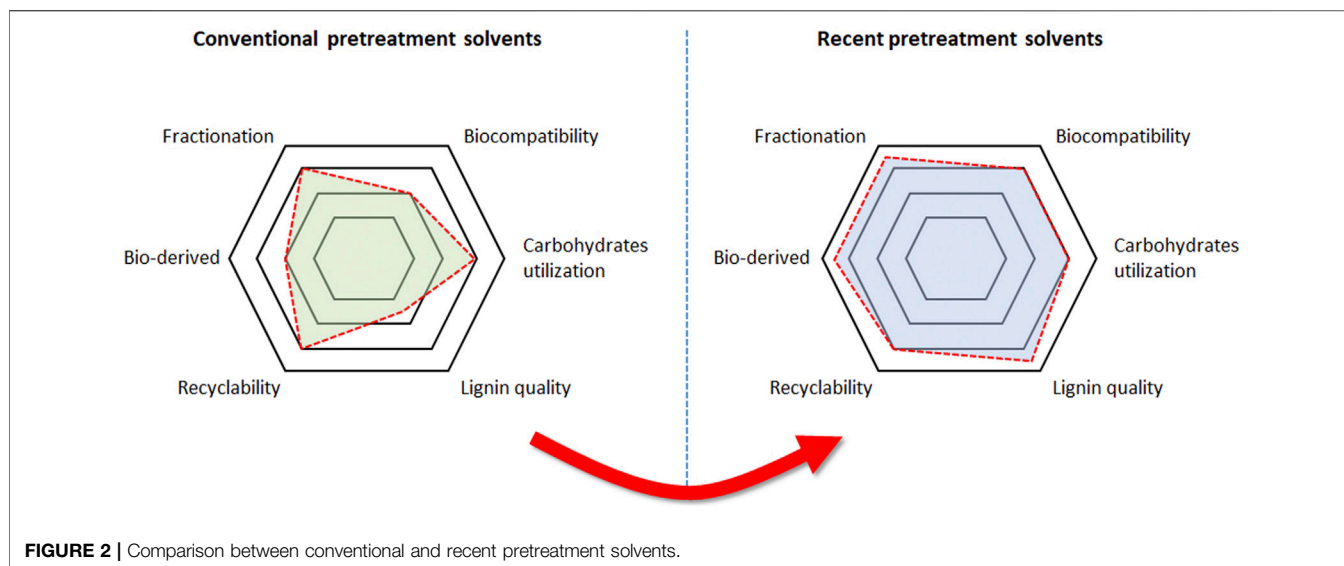 Conventional pretreatment solvents
Fractionation
Biocompatibility
Bio-derived
Carbohydrates
utilization
Recyclability
Lignin quality
Recent pretreatment solvents
Fractionation
Biocompatibility
Bio-derived
Carbohydrates
utilization
Recyclability
Lignin quality
FIGURE 2 | Comparison between conventional and recent pretreatment solvents.